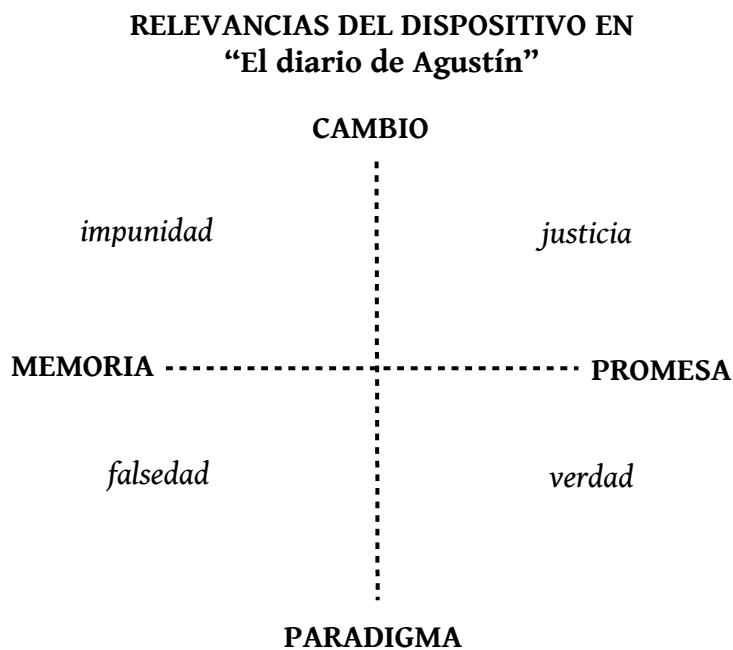 RELEVANCIAS DEL DISPOSITIVO EN
“El diario de Agustín”
CAMBIO
impunidad
justicia
MEMORIA
PROMESA
falsedad
verdad
PARADIGMA